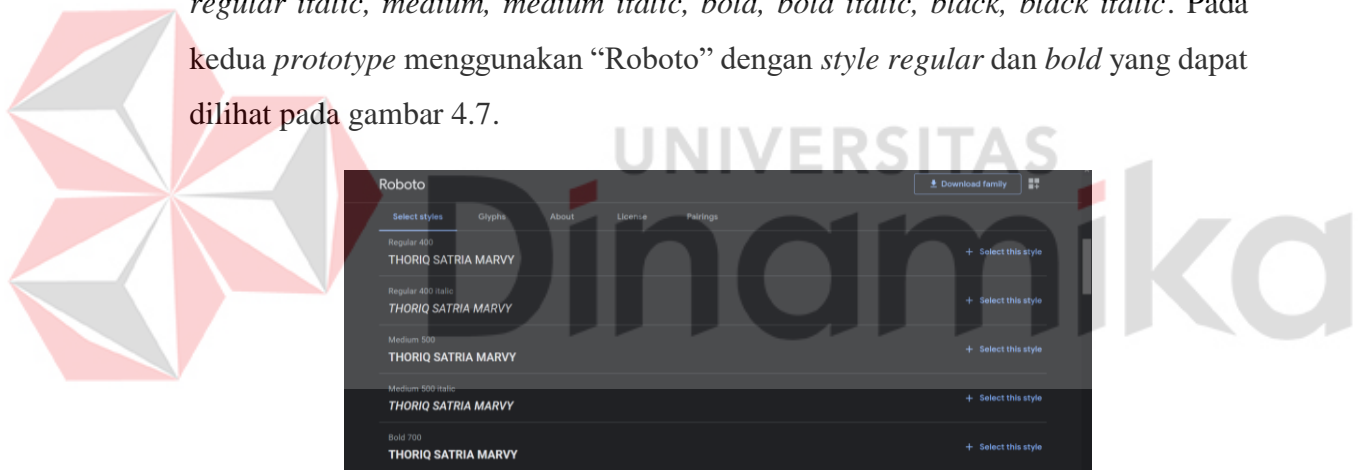 regular italic, medium, medium italic, bold, bold italic, black, black italic. Pada
kedua prototype menggunakan “Roboto” dengan style regular dan bold yang dapat
dilihat pada gambar 4.7.
UNIVERSITAS
Dinamika
Roboto
Download family
Select styles Glyphs About License Pairings
Regular 400
THORIQ SATRIA MARVY
+ Select this style
Regular 400 italic
THORIQ SATRIA MARVY
+ Select this style
Medium 500
THORIQ SATRIA MARVY
+ Select this style
Medium 500 italic
THORIQ SATRIA MARVY
+ Select this style
Bold 700
THORIQ SATRIA MARVY
+ Select this style